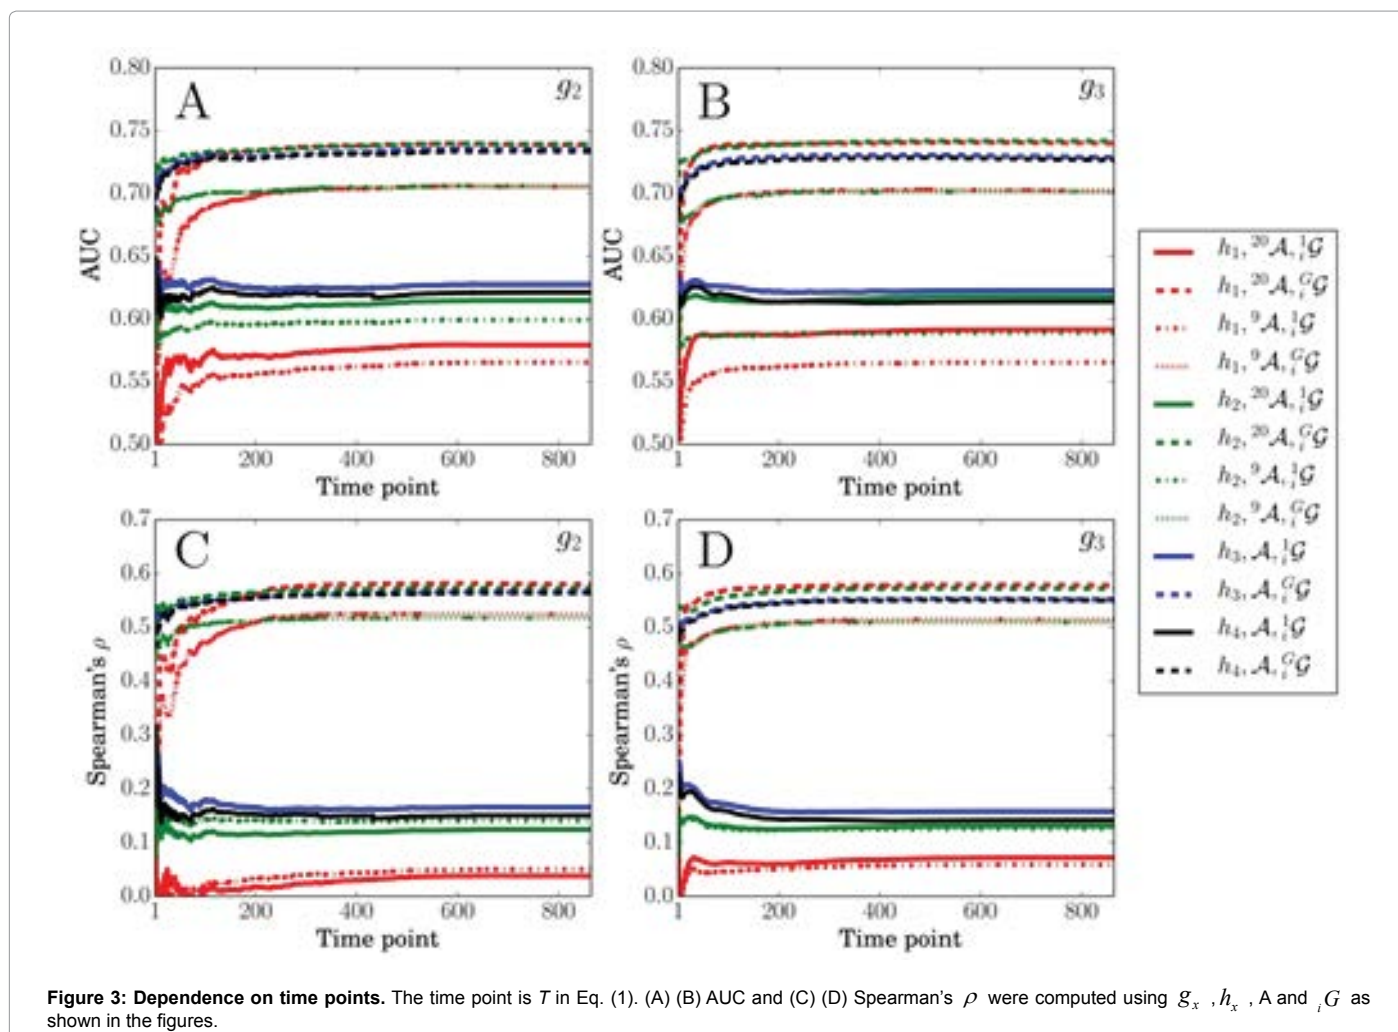 A
g₂
0.80
0.75
0.70
0.65
0.60
0.55
0.50
AUC
1 200 400 600 800
Time point
B
g₃
0.80
0.75
0.70
0.65
0.60
0.55
0.50
AUC
1 200 400 600 800
Time point
h₁, ²⁰𝒜, ¹ᵢ𝒢
h₁, ²⁰𝒜, ᴳᵢ𝒢
h₁, ⁹𝒜, ¹ᵢ𝒢
h₁, ⁹𝒜, ᴳᵢ𝒢
h₂, ²⁰𝒜, ¹ᵢ𝒢
h₂, ²⁰𝒜, ᴳᵢ𝒢
h₂, ⁹𝒜, ¹ᵢ𝒢
h₂, ⁹𝒜, ᴳᵢ𝒢
h₃, 𝒜, ¹ᵢ𝒢
h₃, 𝒜, ᴳᵢ𝒢
h₄, 𝒜, ¹ᵢ𝒢
h₄, 𝒜, ᴳᵢ𝒢
C
g₂
0.7
0.6
0.5
0.4
0.3
0.2
0.1
0.0
Spearman's ρ
1 200 400 600 800
Time point
D
g₃
0.7
0.6
0.5
0.4
0.3
0.2
0.1
0.0
Spearman's ρ
1 200 400 600 800
Time point
Figure 3: Dependence on time points. The time point is T in Eq. (1). (A) (B) AUC and (C) (D) Spearman's ρ were computed using gₓ , hₓ , A and ᵢG as
shown in the figures.